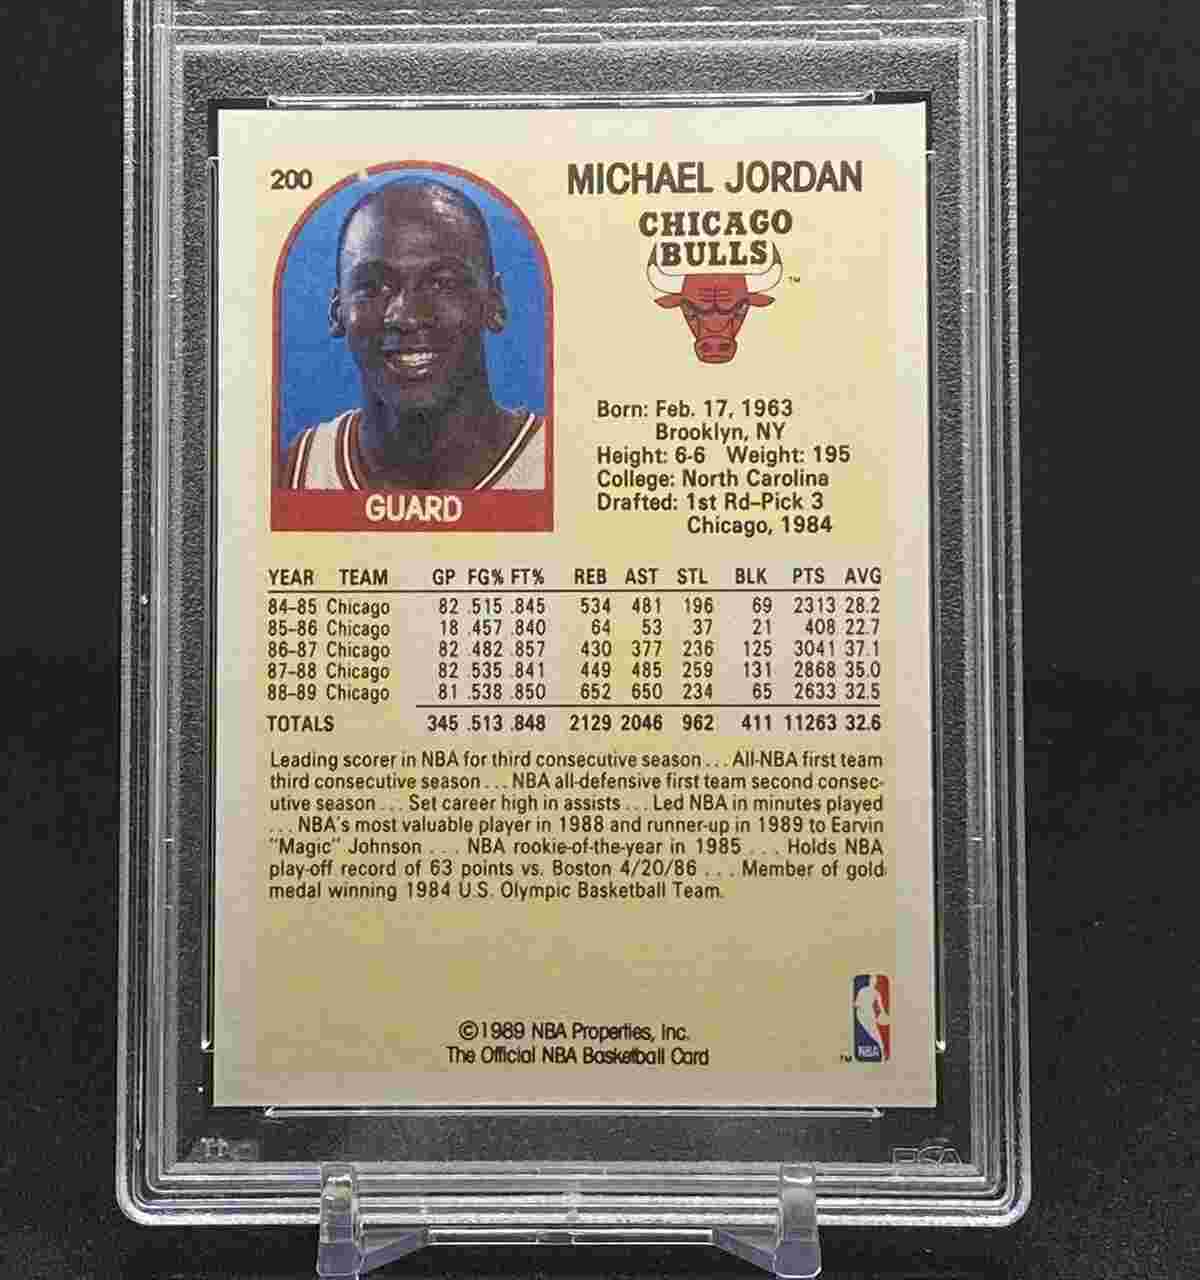 200
MICHAEL JORDAN
CHICAGO
BULLS
™
Born: Feb. 17, 1963
Brooklyn, NY
Height: 6-6 Weight: 195
College: North Carolina
Drafted: 1st Rd–Pick 3
Chicago, 1984
GUARD
YEAR TEAM GP FG% FT% REB AST STL BLK PTS AVG
84–85 Chicago 82 .515 .845 534 481 196 69 2313 28.2
85–86 Chicago 18 .457 .840 64 53 37 21 408 22.7
86–87 Chicago 82 .482 .857 430 377 236 125 3041 37.1
87–88 Chicago 82 .535 .841 449 485 259 131 2868 35.0
88–89 Chicago 81 .538 .850 652 650 234 65 2633 32.5
TOTALS 345 .513 .848 2129 2046 962 411 11263 32.6
Leading scorer in NBA for third consecutive season . . . All-NBA first team
third consecutive season . . . NBA all-defensive first team second consec-
utive season . . . Set career high in assists . . . Led NBA in minutes played
. . . NBA's most valuable player in 1988 and runner-up in 1989 to Earvin
"Magic" Johnson . . . NBA rookie-of-the-year in 1985 . . . Holds NBA
play-off record of 63 points vs. Boston 4/20/86 . . . Member of gold
medal winning 1984 U.S. Olympic Basketball Team.
©1989 NBA Properties, Inc.
The Official NBA Basketball Card
™ NBA
PSA